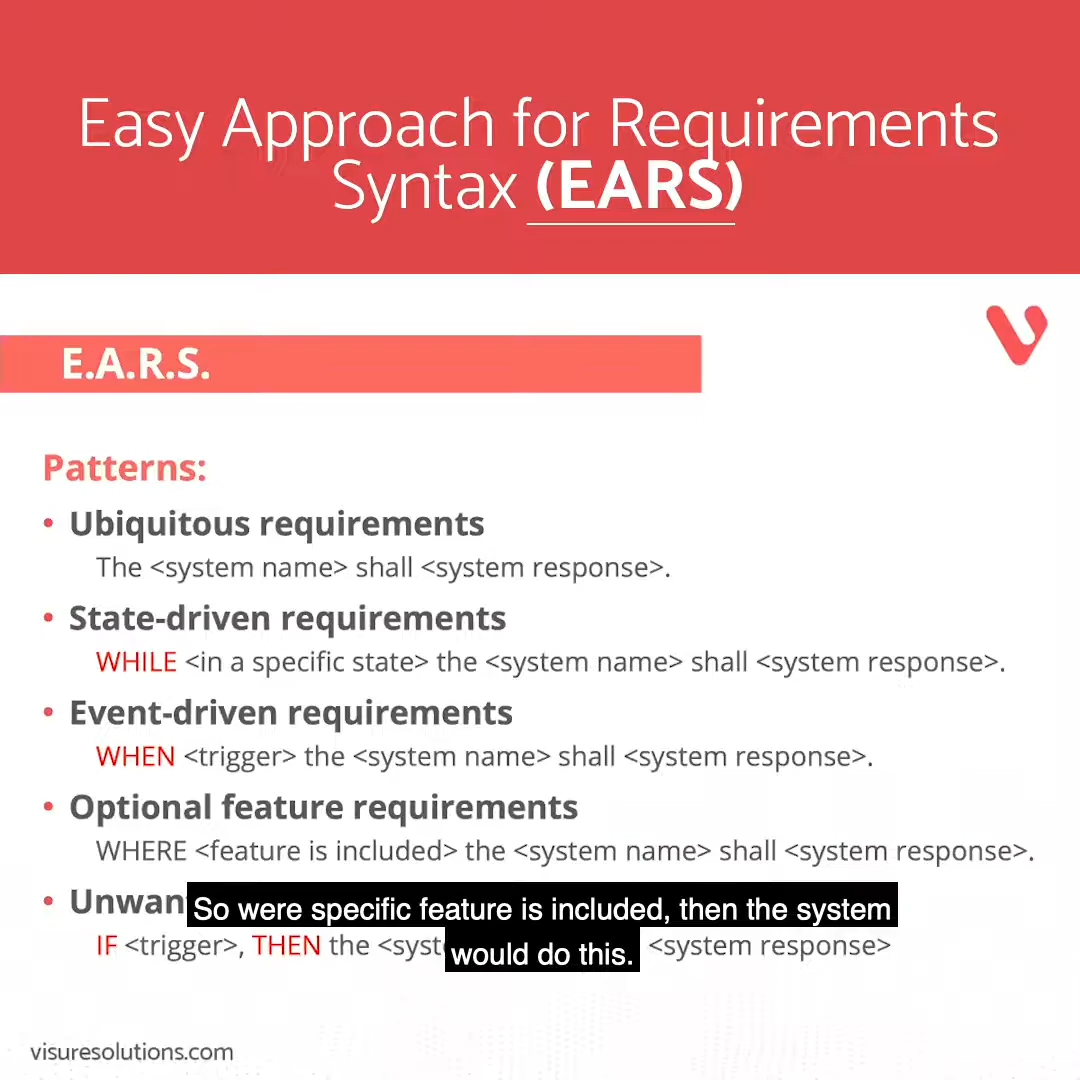 Easy Approach for Requirements
Syntax (EARS)
E.A.R.S.
Patterns:
• Ubiquitous requirements
The <system name> shall <system response>.
• State-driven requirements
WHILE <in a specific state> the <system name> shall <system response>.
• Event-driven requirements
WHEN <trigger> the <system name> shall <system response>.
• Optional feature requirements
WHERE <feature is included> the <system name> shall <system response>.
•
So were specific feature is included, then the system
would do this.
IF <trigger>, THEN the <system response>
visuresolutions.com